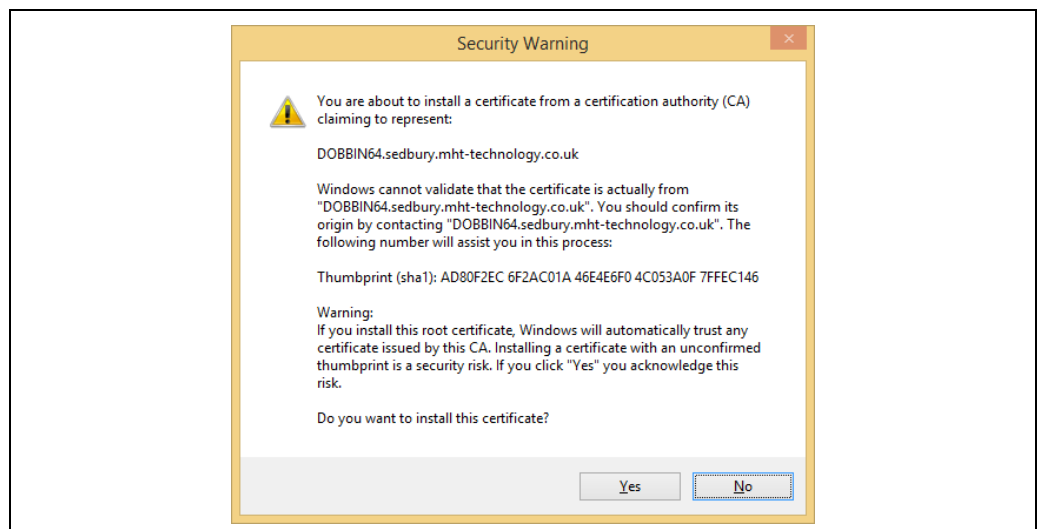 Security Warning
You are about to install a certificate from a certification authority (CA)
claiming to represent:
DOBBIN64.sedbury.mht-technology.co.uk
Windows cannot validate that the certificate is actually from
"DOBBIN64.sedbury.mht-technology.co.uk". You should confirm its
origin by contacting "DOBBIN64.sedbury.mht-technology.co.uk". The
following number will assist you in this process:
Thumbprint (sha1): AD80F2EC 6F2AC01A 46E4E6F0 4C053A0F 7FFEC146
Warning:
If you install this root certificate, Windows will automatically trust any
certificate issued by this CA. Installing a certificate with an unconfirmed
thumbprint is a security risk. If you click "Yes" you acknowledge this
risk.
Do you want to install this certificate?
Yes
No